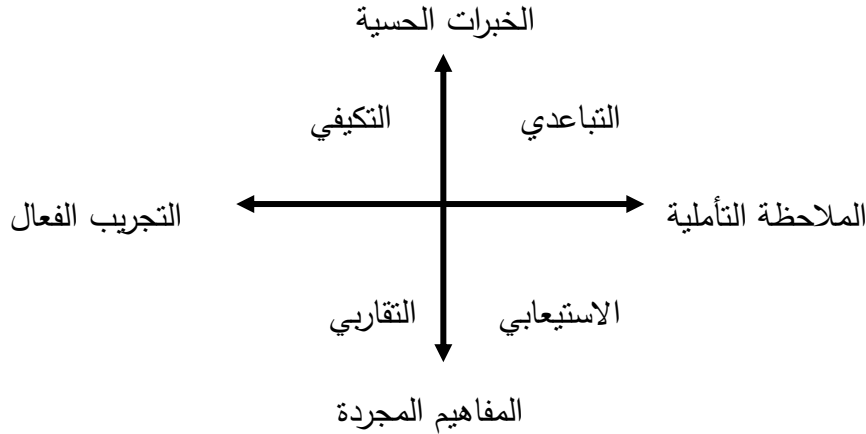 الخبرات الحسية
التباعدي
التكيفي
الملاحظة التأملية
التجريب الفعال
الاستيعابي
التقاربي
المفاهيم المجردة